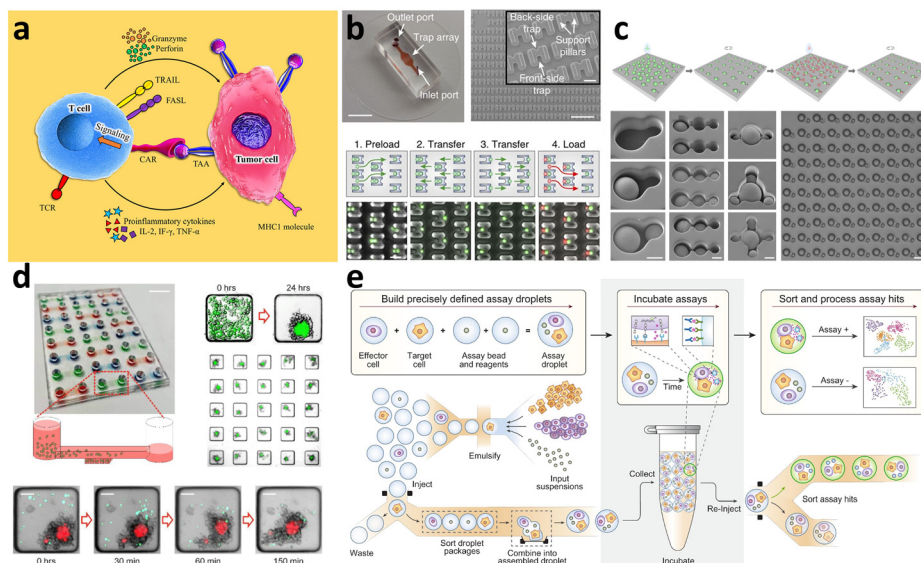 a
Granzyme
Perforin
TRAIL
FASL
T cell
Signaling
CAR
TAA
Tumor cell
TCR
Proinflammatory cytokines
IL-2, IF-γ, TNF-α
MHC1 molecule
b
Outlet port
Trap array
Inlet port
Back-side
trap
Support
pillars
Front-side
trap
1. Preload
2. Transfer
3. Transfer
4. Load
c
d
0 hrs
24 hrs
0 hrs
30 min
60 min
150 min
e
Build precisely defined assay droplets
Effector
cell
+
Target
cell
+
Assay bead
and reagents
+
=
Assay
droplet
Incubate assays
Time
Sort and process assay hits
Assay +
Assay -
Inject
Emulsify
Input
suspensions
Waste
Sort droplet
packages
Combine into
assembled droplet
Collect
Incubate
Re-Inject
Sort assay hits